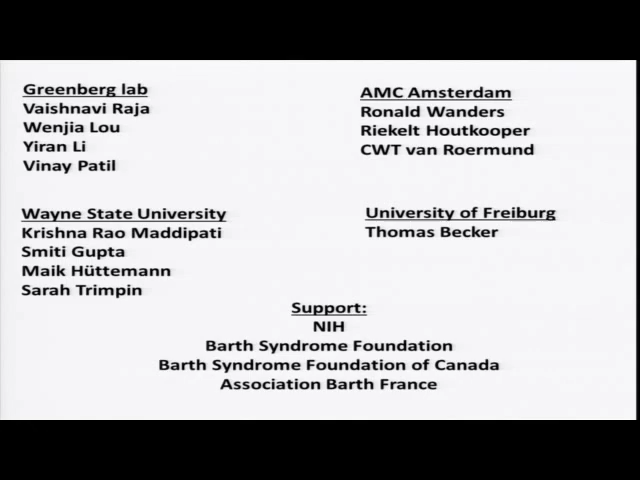 Greenberg lab
Vaishnavi Raja
Wenjia Lou
Yiran Li
Vinay Patil
AMC Amsterdam
Ronald Wanders
Riekelt Houtkooper
CWT van Roermund
Wayne State University
Krishna Rao Maddipati
Smiti Gupta
Maik Hüttemann
Sarah Trimpin
University of Freiburg
Thomas Becker
Support:
NIH
Barth Syndrome Foundation
Barth Syndrome Foundation of Canada
Association Barth France